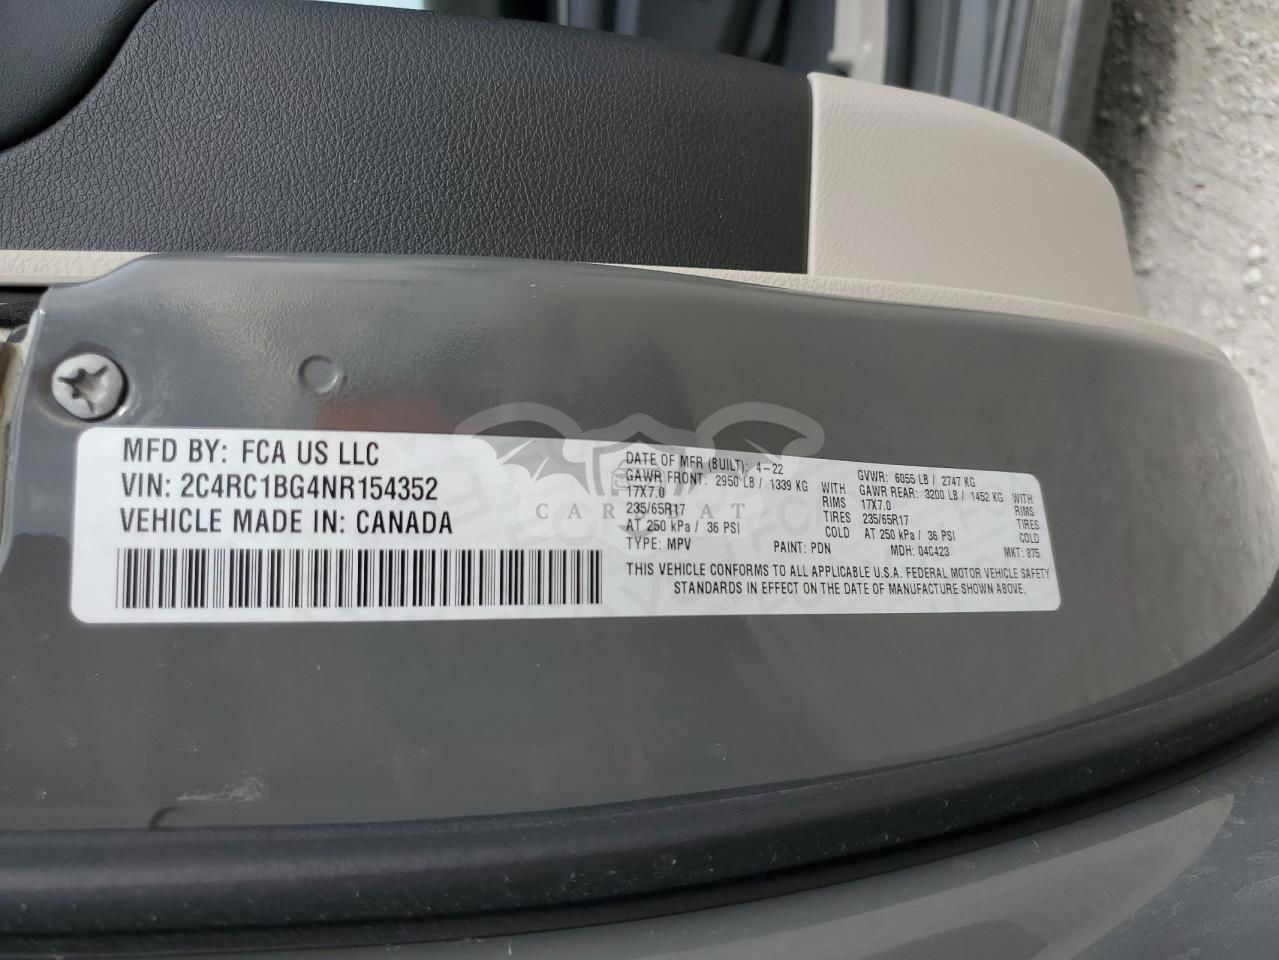 MFD BY: FCA US LLC
VIN: 2C4RC1BG4NR154352
VEHICLE MADE IN: CANADA
DATE OF MFR (BUILT): 4-22 GVWR: 6055 LB / 2747 KG
GAWR FRONT: 2950 LB / 1339 KG WITH GAWR REAR: 3200 LB / 1452 KG WITH
17X7.0 RIMS 17X7.0 RIMS
235/65R17 TIRES 235/65R17 TIRES
AT 250 kPa / 36 PSI COLD AT 250 kPa / 36 PSI COLD
TYPE: MPV PAINT: PDN MDH: 04C423 MKT: 875
THIS VEHICLE CONFORMS TO ALL APPLICABLE U.S.A. FEDERAL MOTOR VEHICLE SAFETY
STANDARDS IN EFFECT ON THE DATE OF MANUFACTURE SHOWN ABOVE.